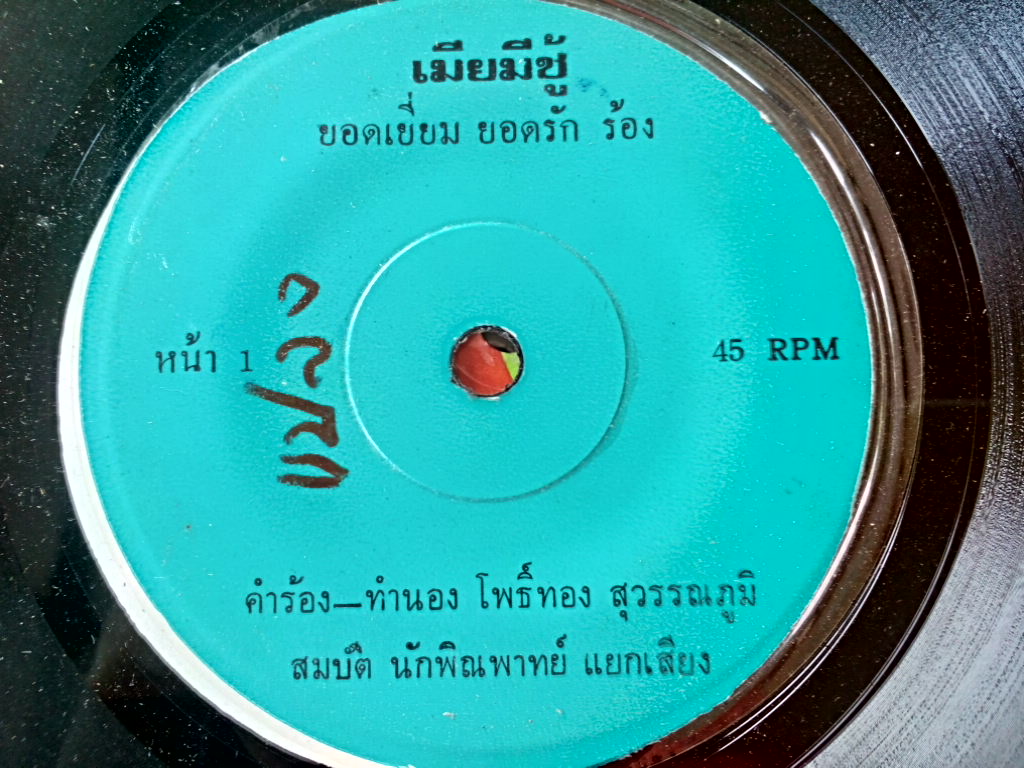 เมียมีชู้
ยอดเยี่ยม ยอดรัก ร้อง
หน้า 1
45 RPM
คำร้อง—ทำนอง โพธิ์ทอง สุวรรณภูมิ
สมบัติ นักพิณพาทย์ แยกเสียง